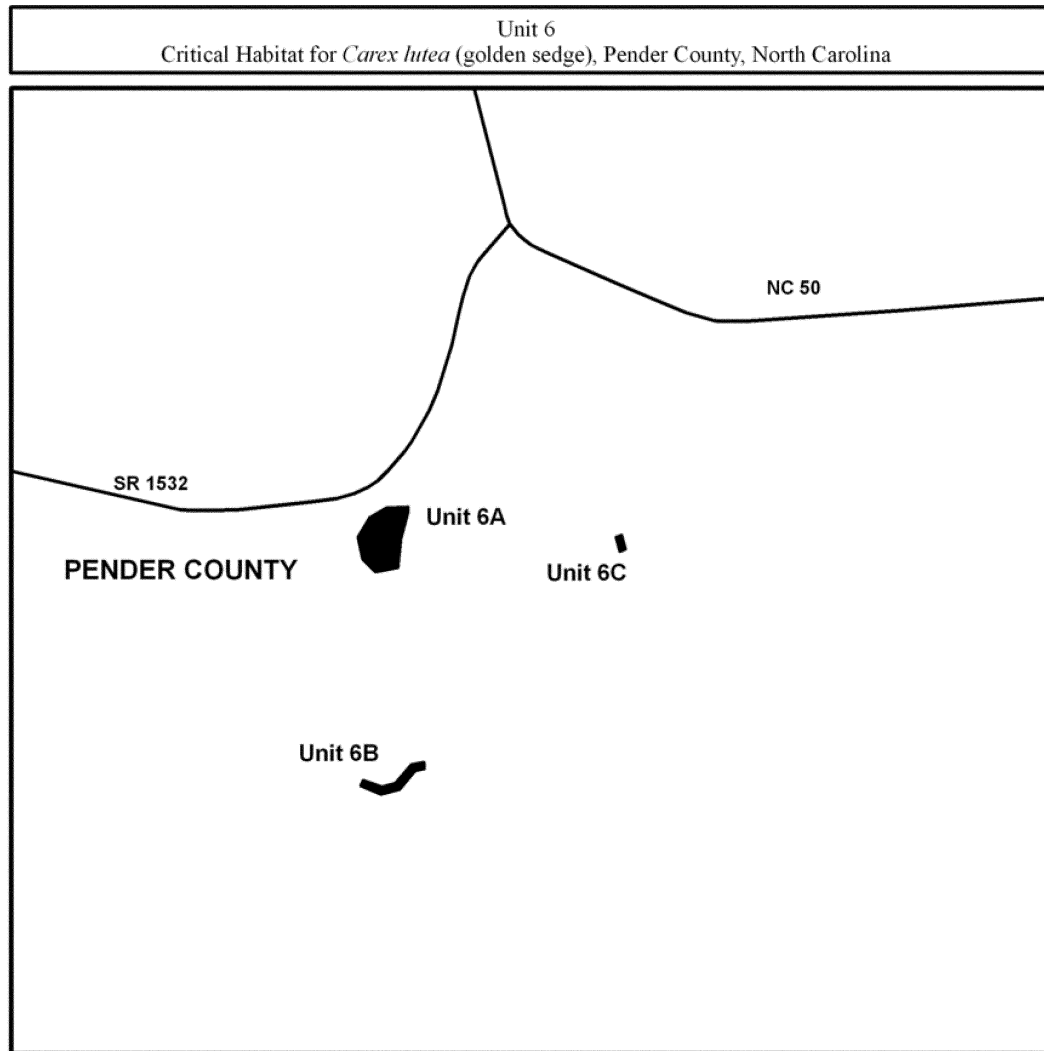 Unit 6
Critical Habitat for Carex lutea (golden sedge), Pender County, North Carolina
NC 50
SR 1532
Unit 6A
PENDER COUNTY
Unit 6C
Unit 6B